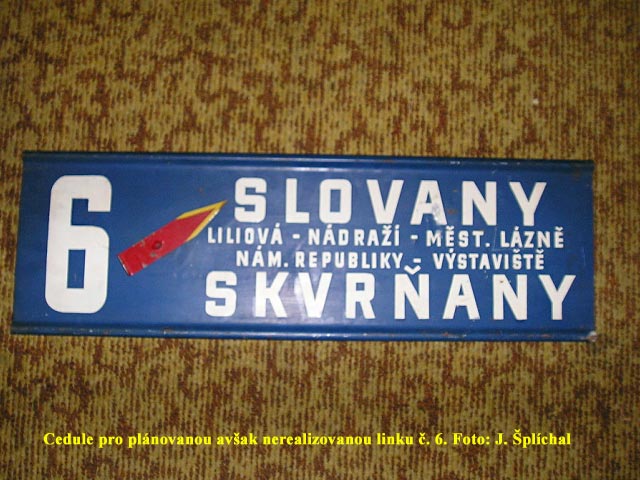 6
SLOVANY
LILIOVÁ - NÁDRAŽÍ - MĚST. LÁZNĚ
NÁM. REPUBLIKY - VÝSTAVIŠTĚ
SKVRŇANY
Cedule pro plánovanou avšak nerealizovanou linku č. 6. Foto: J. Šplíchal